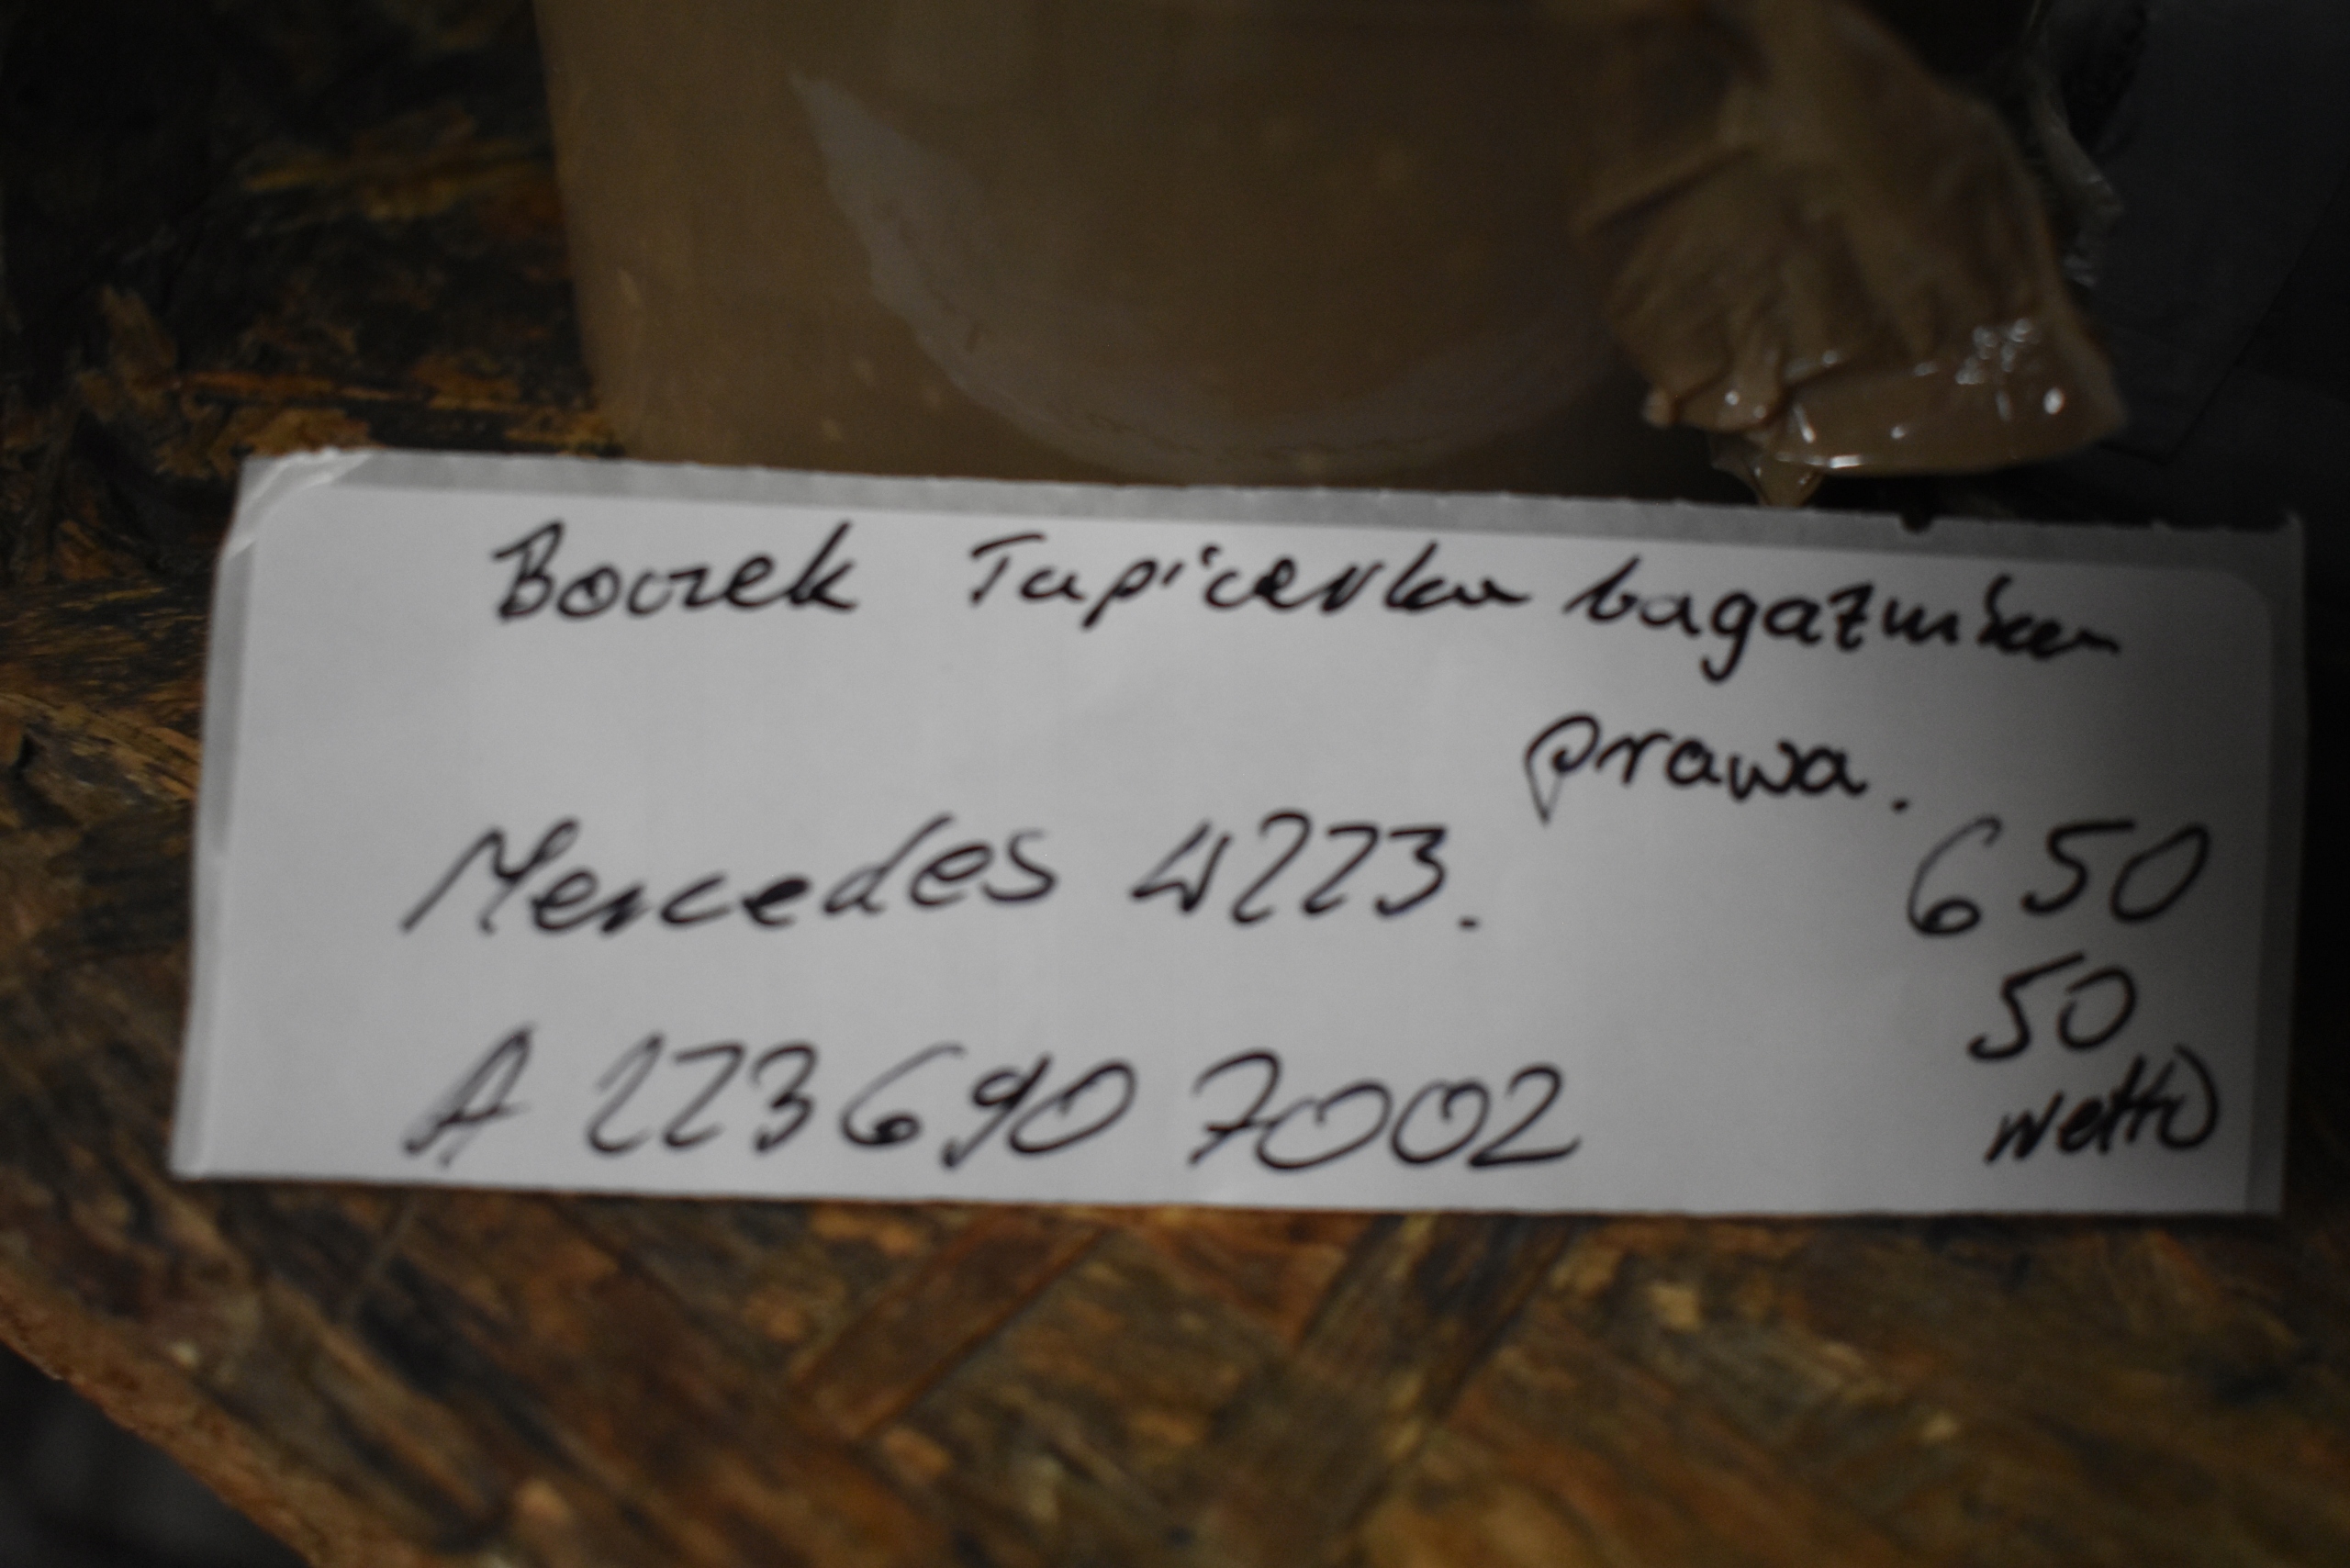 Boczek Tapicerka bagażnika
prawa.
Mercedes W223.
650
A 223 690 7002
50
netto